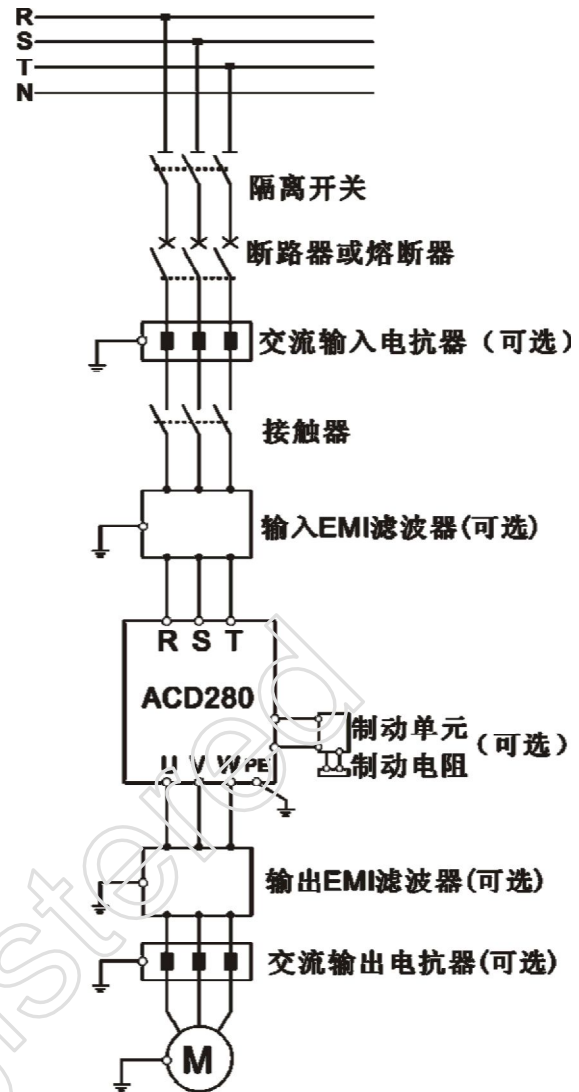 R
S
T
N
隔离开关
断路器或熔断器
交流输入电抗器（可选）
接触器
输入EMI滤波器(可选)
R S T
ACD280
制动单元
（可选）
制动电阻
U V W PE
输出EMI滤波器(可选)
交流输出电抗器(可选)
M
istered